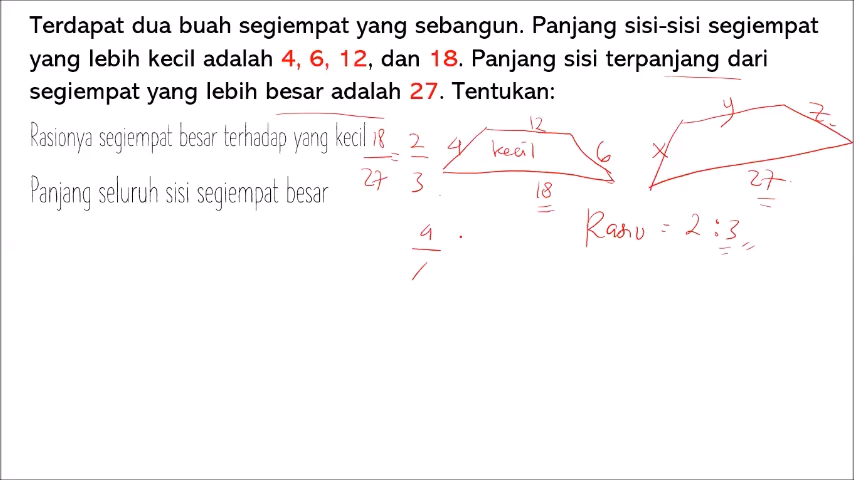 Terdapat dua buah segiempat yang sebangun. Panjang sisi-sisi segiempat
yang lebih kecil adalah 4, 6, 12, dan 18. Panjang sisi terpanjang dari
segiempat yang lebih besar adalah 27. Tentukan:
Rasionya segiempat besar terhadap yang kecil
18/27 = 2/3
Panjang seluruh sisi segiempat besar
4
12
kecil
6
18
x
y
z
27
Rasio = 2 : 3
4